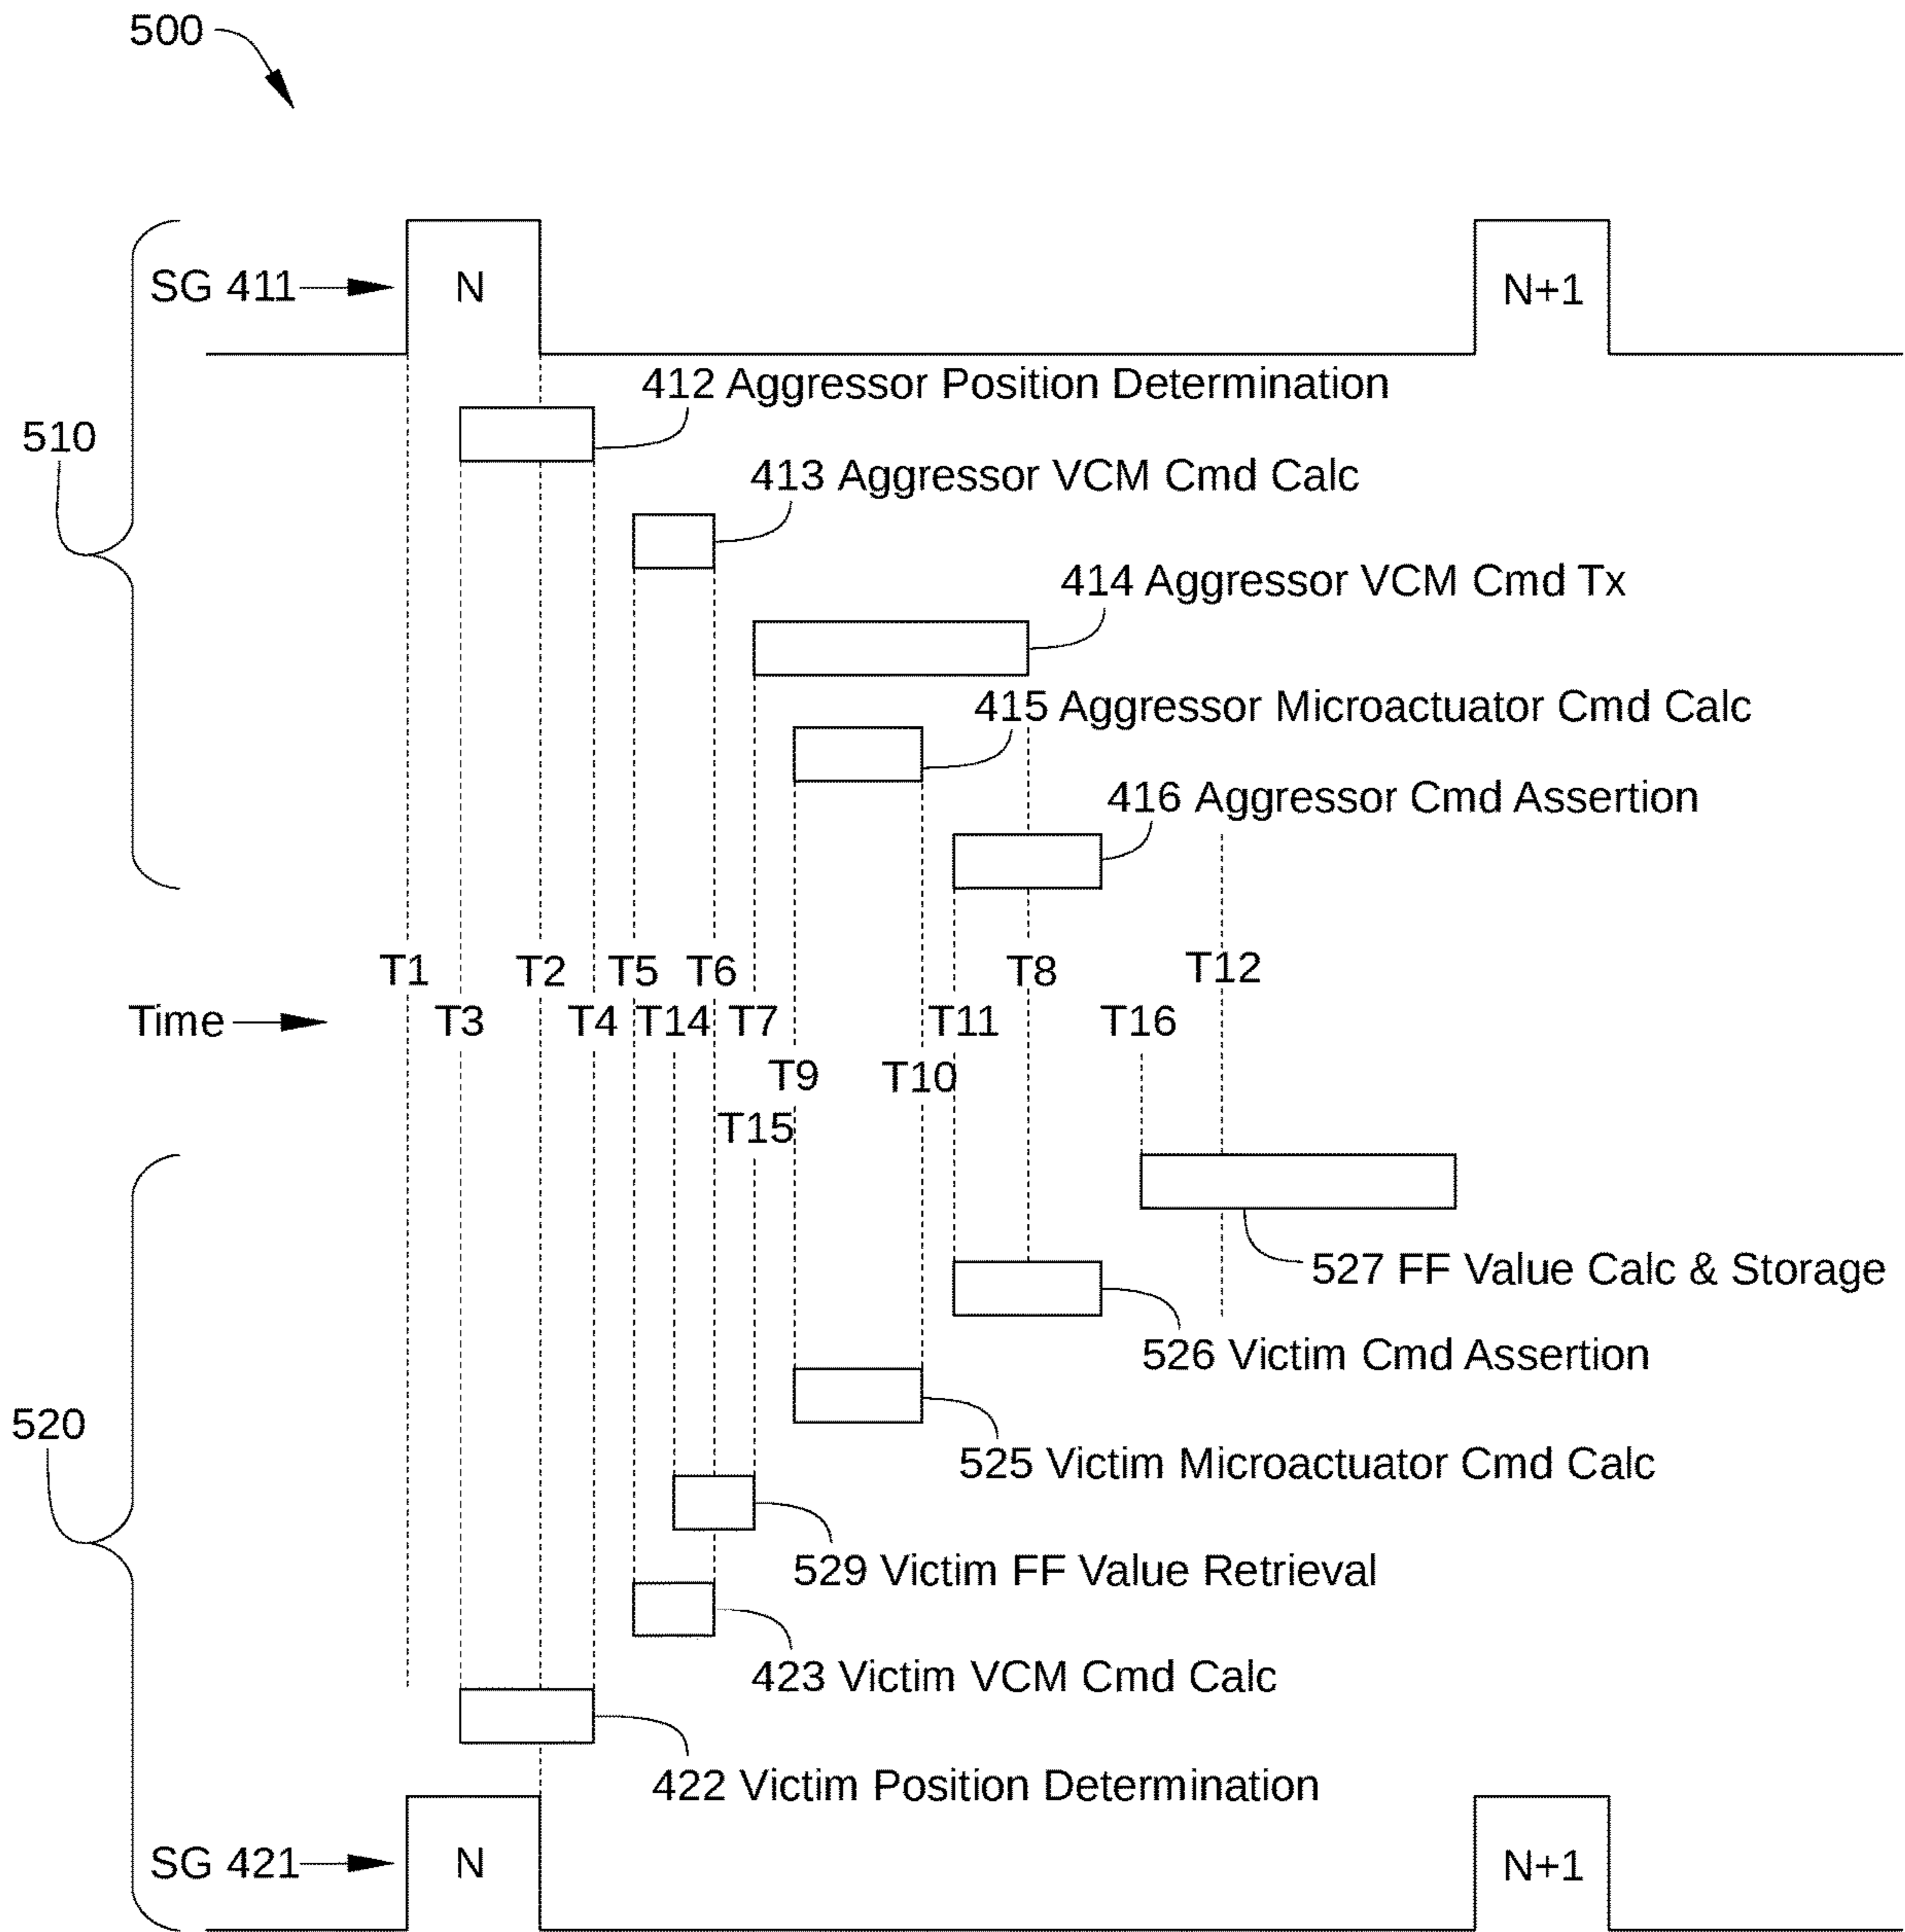 500
SG 411
N
N+1
412 Aggressor Position Determination
510
413 Aggressor VCM Cmd Calc
414 Aggressor VCM Cmd Tx
415 Aggressor Microactuator Cmd Calc
416 Aggressor Cmd Assertion
T1 T2 T5 T6 T8 T12
Time T3 T4 T14 T7 T11 T16
T9 T10
T15
527 FF Value Calc & Storage
526 Victim Cmd Assertion
520
525 Victim Microactuator Cmd Calc
529 Victim FF Value Retrieval
423 Victim VCM Cmd Calc
422 Victim Position Determination
SG 421
N
N+1